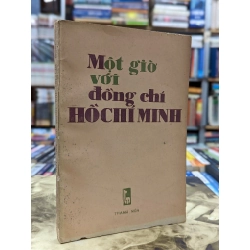 Một giờ
với
đồng chí
HỒ CHÍ MINH